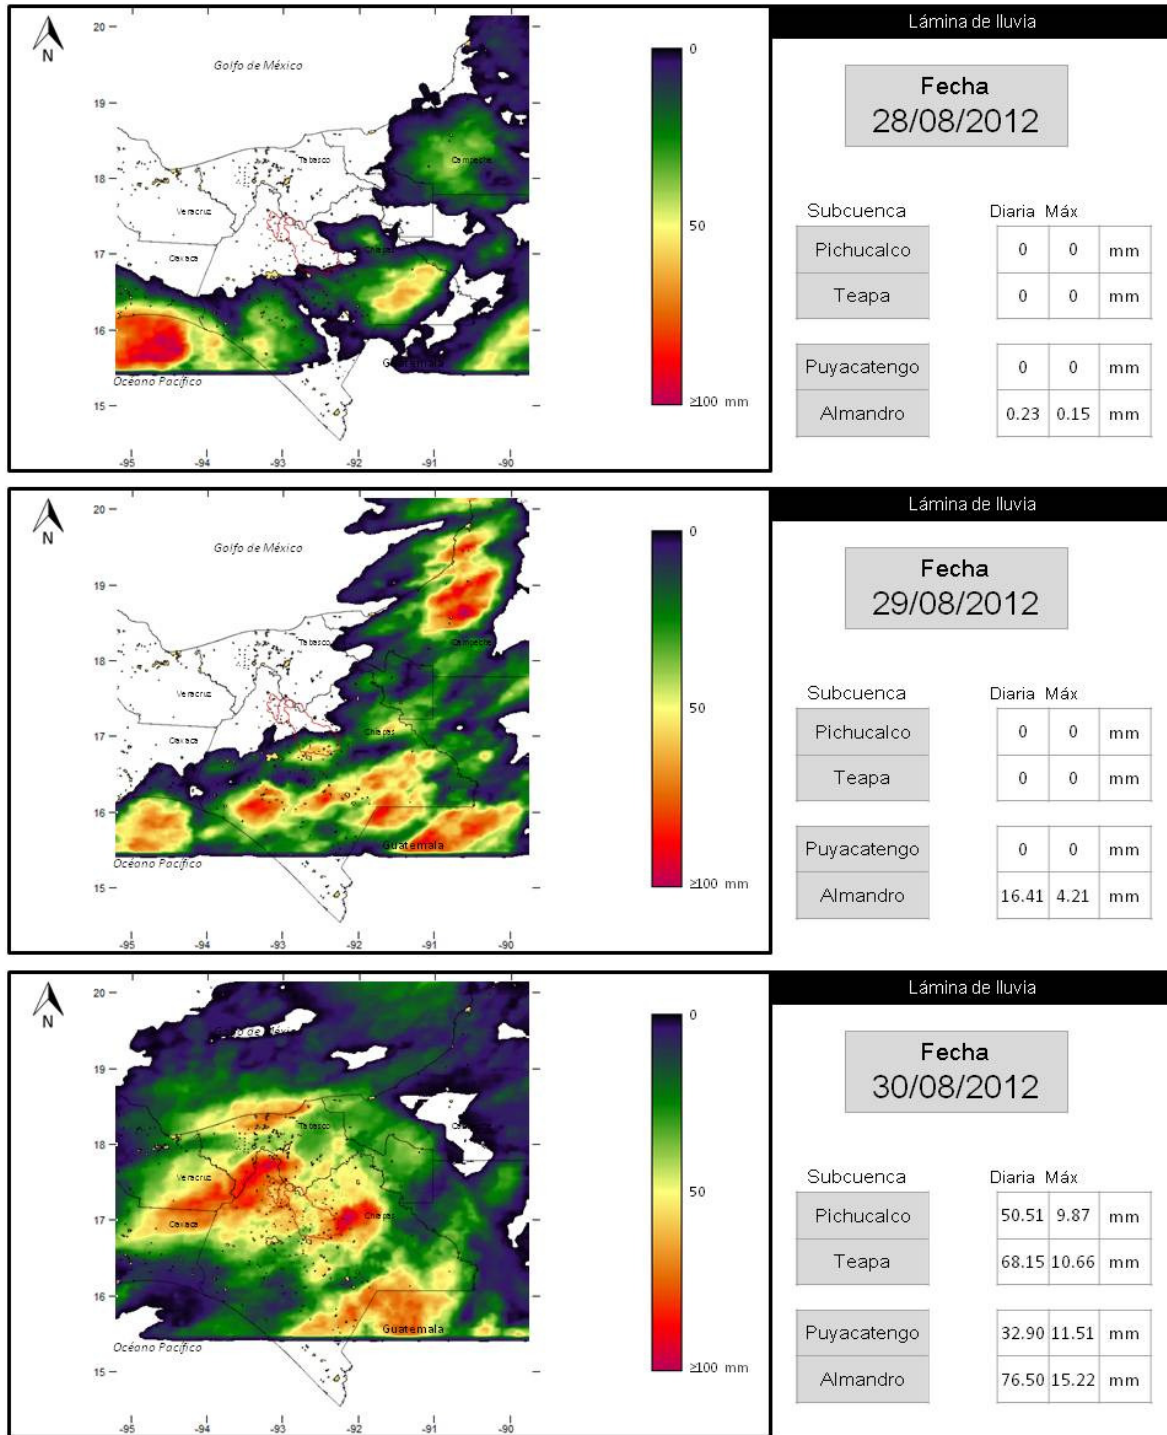 Lámina de lluvia
N
20
19
18
17
16
15
-95 -94 -93 -92 -91 -90
Golfo de México
Tabasco
Campeche
Veracruz
Oaxaca
Chiapas
Guatemala
Océano Pacífico
0
50
≥100 mm
Fecha
28/08/2012
Subcuenca Diaria Máx
Pichucalco 0 0 mm
Teapa 0 0 mm
Puyacatengo 0 0 mm
Almandro 0.23 0.15 mm
Lámina de lluvia
N
20
19
18
17
16
15
-95 -94 -93 -92 -91 -90
Golfo de México
Tabasco
Campeche
Veracruz
Oaxaca
Chiapas
Guatemala
Océano Pacífico
0
50
≥100 mm
Fecha
29/08/2012
Subcuenca Diaria Máx
Pichucalco 0 0 mm
Teapa 0 0 mm
Puyacatengo 0 0 mm
Almandro 16.41 4.21 mm
Lámina de lluvia
N
20
19
18
17
16
15
-95 -94 -93 -92 -91 -90
Golfo de México
Tabasco
Veracruz
Oaxaca
Chiapas
Guatemala
Océano Pacífico
0
50
≥100 mm
Fecha
30/08/2012
Subcuenca Diaria Máx
Pichucalco 50.51 9.87 mm
Teapa 68.15 10.66 mm
Puyacatengo 32.90 11.51 mm
Almandro 76.50 15.22 mm